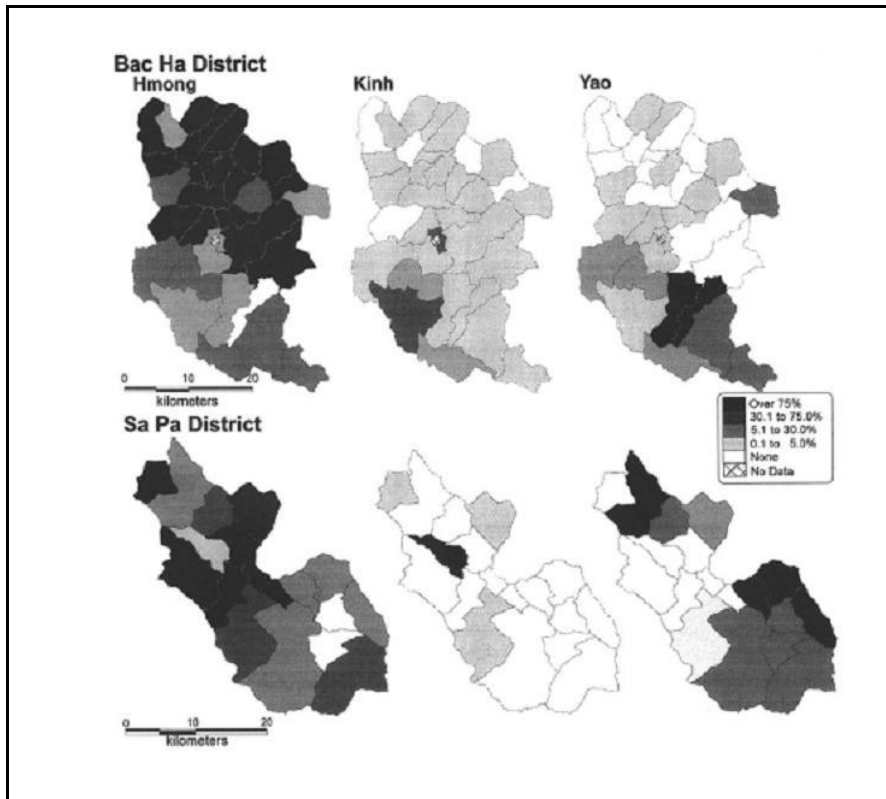 Bac Ha District
Hmong
Kinh
Yao
0 10 20
kilometers
Over 75%
30.1 to 75.0%
5.1 to 30.0%
0.1 to 5.0%
None
No Data
Sa Pa District
0 10 20
kilometers